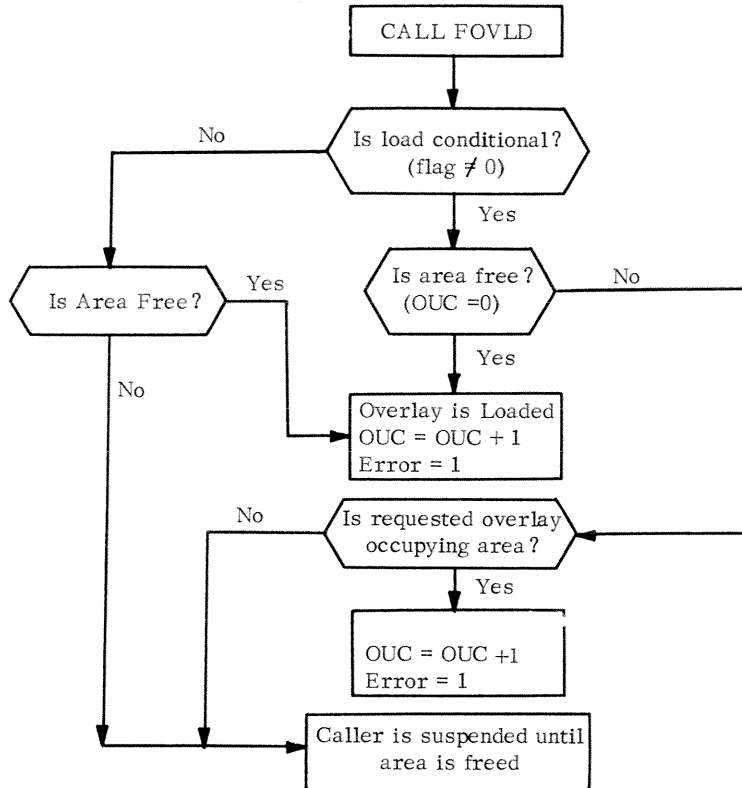 CALL FOVLD
Is load conditional?
(flag ≠ 0)
No
Yes
Is Area Free?
Yes
Is area free?
(OUC =0)
No
Yes
No
Overlay is Loaded
OUC = OUC + 1
Error = 1
No
Is requested overlay
occupying area?
Yes
OUC = OUC +1
Error = 1
Caller is suspended until
area is freed